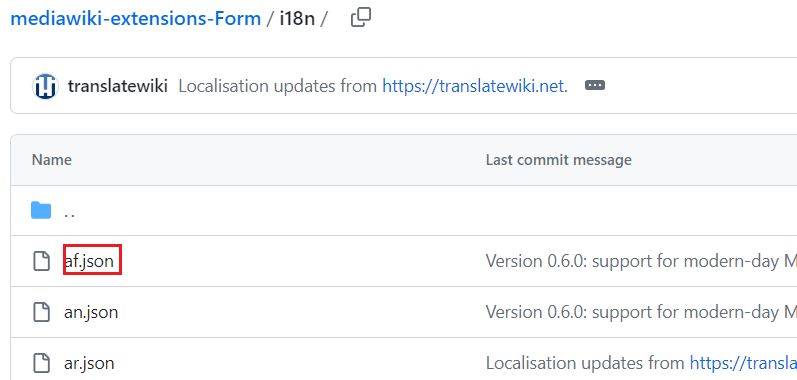 mediawiki-extensions-Form / i18n /
translatewiki Localisation updates from https://translatewiki.net.
Name Last commit message
..
af.json Version 0.6.0: support for modern-day M
an.json Version 0.6.0: support for modern-day M
ar.json Localisation updates from https://transla